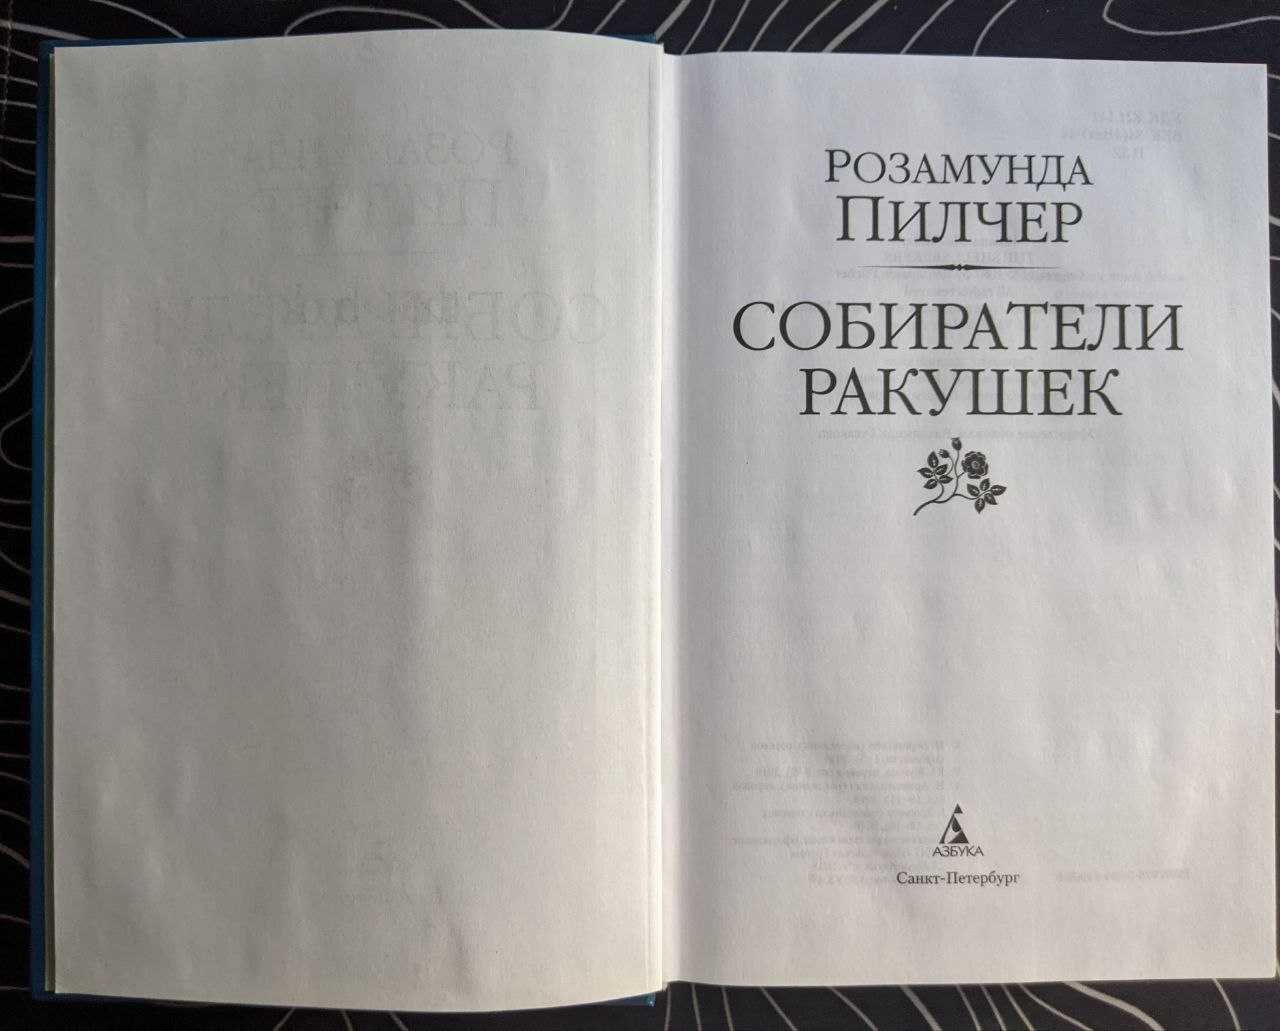 РОЗАМУНДА
ПИЛЧЕР
СОБИРАТЕЛИ
РАКУШЕК
АЗБУКА
Санкт-Петербург